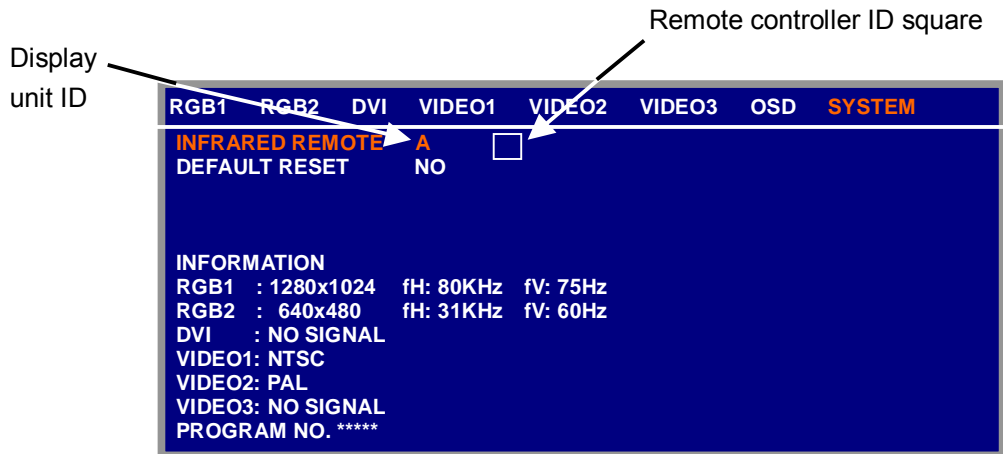 Remote controller ID square
Display
unit ID
RGB1 RGB2 DVI VIDEO1 VIDEO2 VIDEO3 OSD SYSTEM
INFRARED REMOTE A
DEFAULT RESET NO
INFORMATION
RGB1 : 1280x1024 fH: 80KHz fV: 75Hz
RGB2 : 640x480 fH: 31KHz fV: 60Hz
DVI : NO SIGNAL
VIDEO1: NTSC
VIDEO2: PAL
VIDEO3: NO SIGNAL
PROGRAM NO. *****